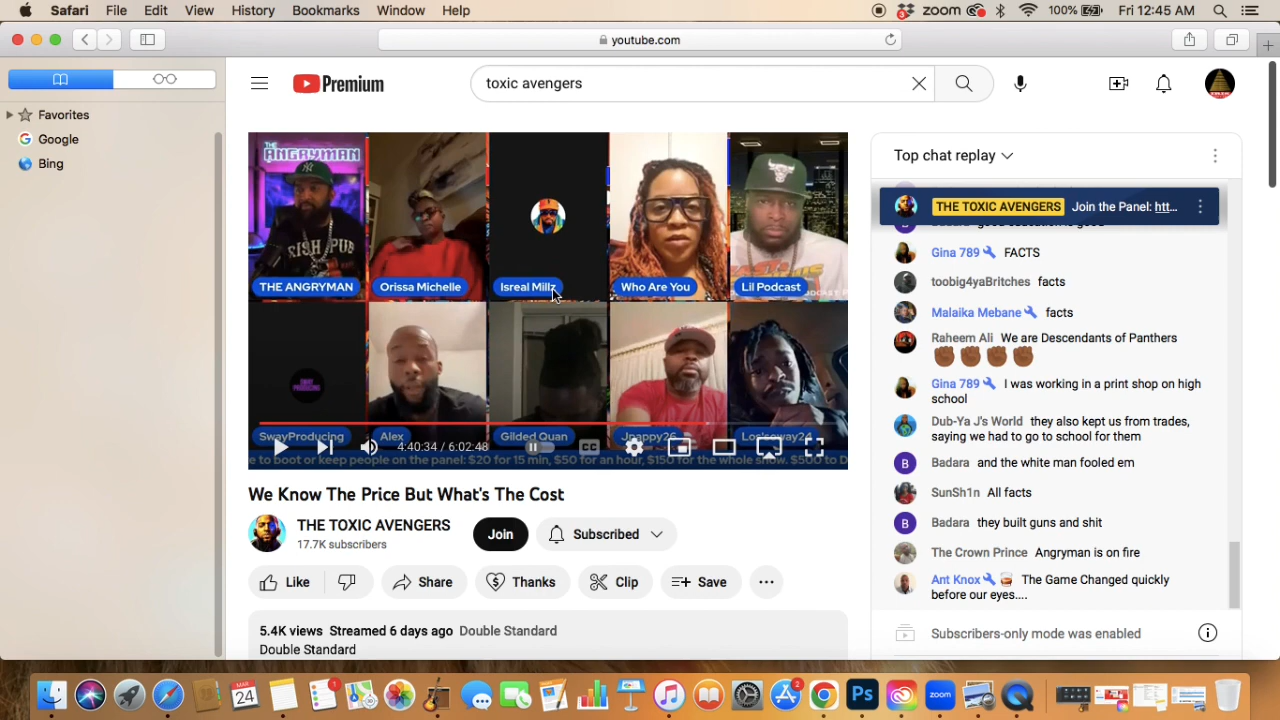 Safari File Edit View History Bookmarks Window Help
zoom 100% Fri 12:45 AM
youtube.com
Favorites
Google
Bing
Premium
toxic avengers
THE ANGRYMAN
THE ANGRYMAN
Orissa Michelle
Isreal Millz
Who Are You
Lil Podcast
SwayProducing
Alex
Gilded Quan
Jnappy26
Los'soway24
4:40:34 / 6:02:48
e to boot or keep people on the panel: $20 for 15 min, $50 for an hour, $150 for the whole show. $500 to D
We Know The Price But What's The Cost
THE TOXIC AVENGERS
17.7K subscribers
Join
Subscribed
Like
Share
Thanks
Clip
Save
5.4K views Streamed 6 days ago Double Standard
Double Standard
Top chat replay
THE TOXIC AVENGERS Join the Panel: htt...
Gina 789 FACTS
toobig4yaBritches facts
Malaika Mebane facts
Raheem Ali We are Descendants of Panthers
Gina 789 I was working in a print shop on high
school
Dub-Ya J's World they also kept us from trades,
saying we had to go to school for them
Badara and the white man fooled em
SunSh1n All facts
Badara they built guns and shit
The Crown Prince Angryman is on fire
Ant Knox The Game Changed quickly
before our eyes....
Subscribers-only mode was enabled
MAR
24
Ps
zoom